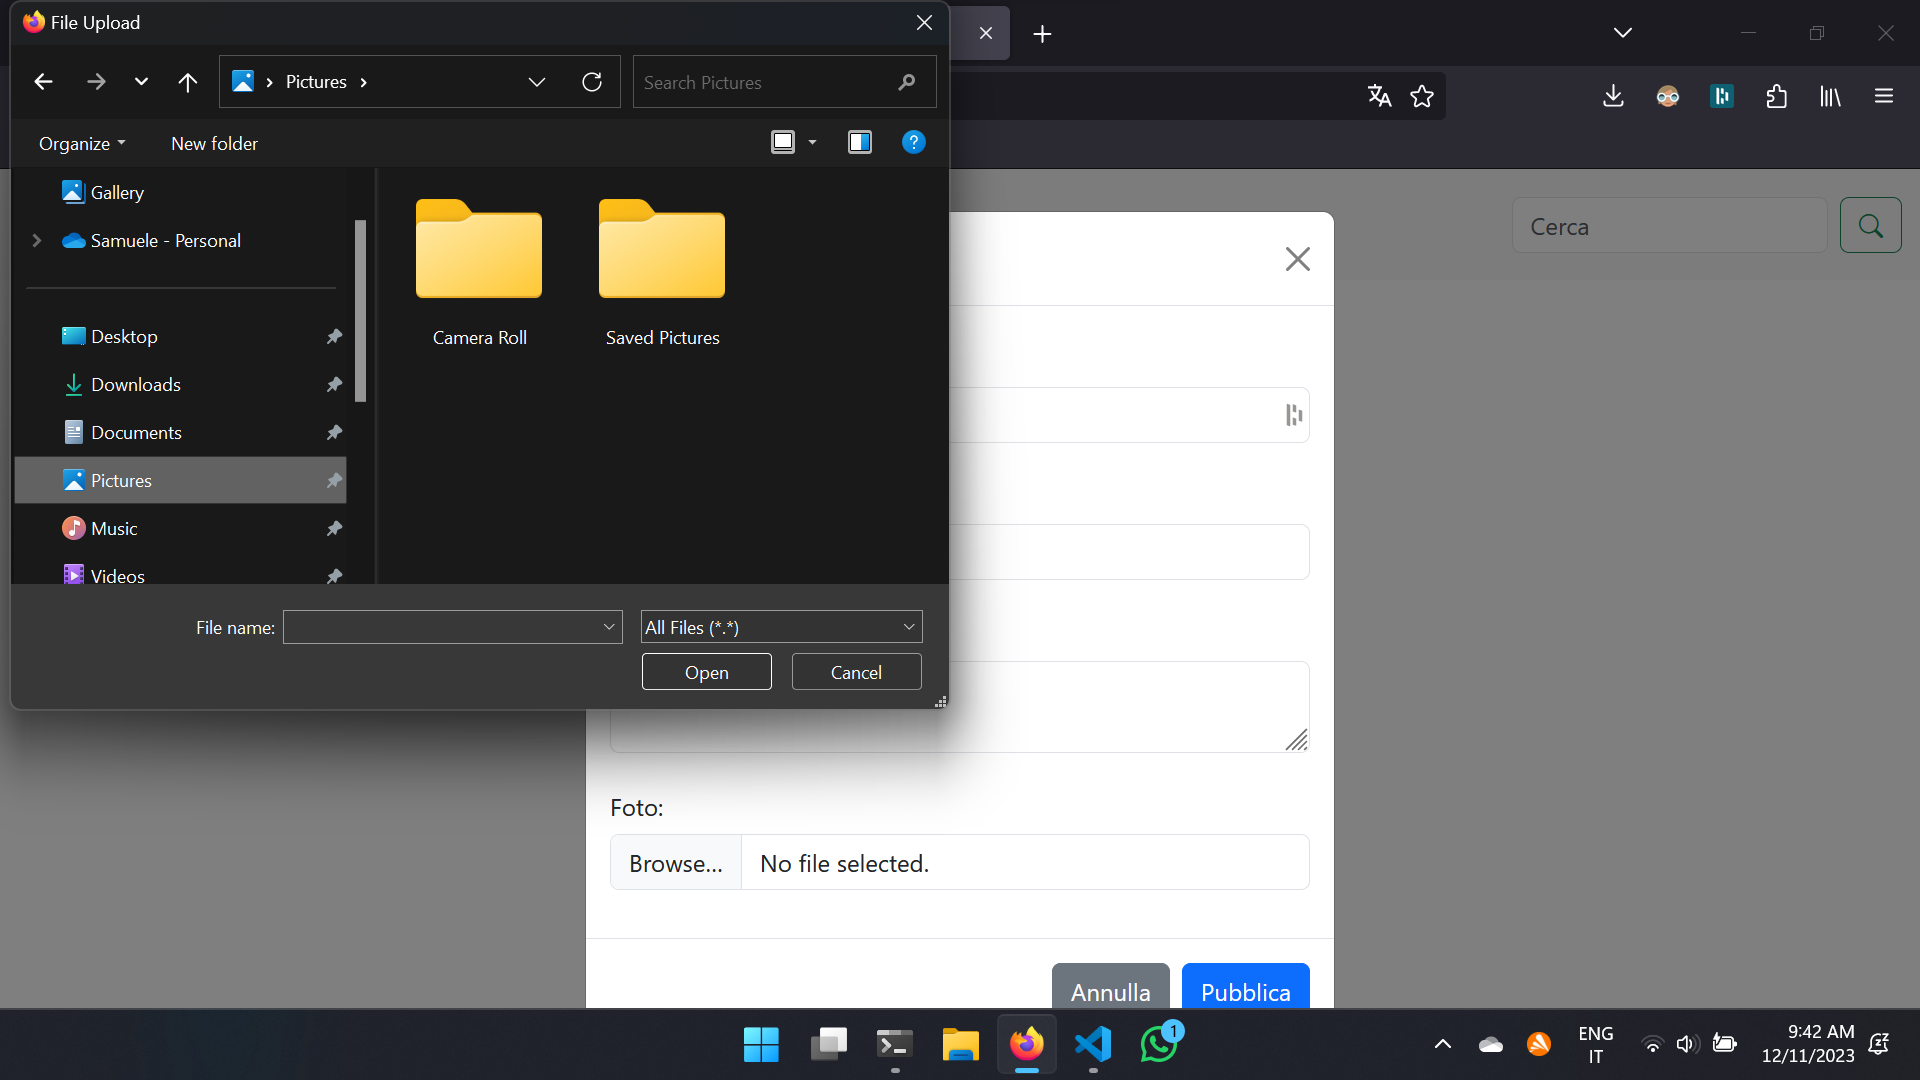 File Upload
Pictures
Search Pictures
Organize
New folder
?
Gallery
Samuele - Personal
Desktop
Downloads
Documents
Pictures
Music
Videos
Camera Roll
Saved Pictures
File name:
All Files (*.*)
Open
Cancel
Cerca
Foto:
Browse...
No file selected.
Annulla
Pubblica
1
ENG
IT
9:42 AM
12/11/2023